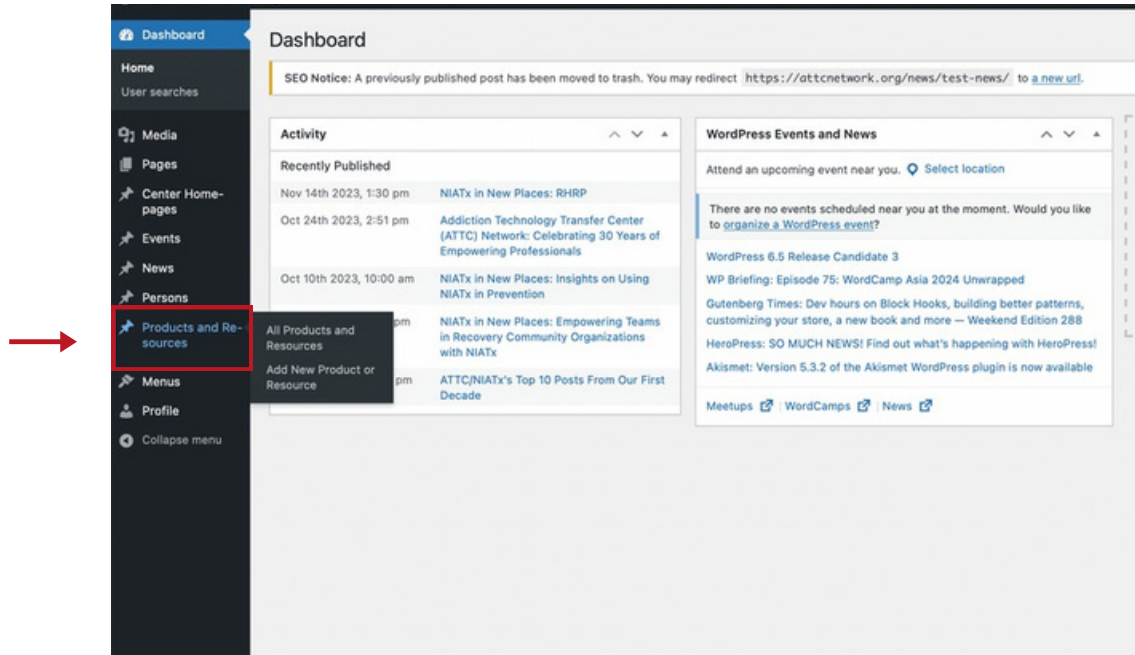 Dashboard
Home
User searches
Media
Pages
Center Home-
pages
Events
News
Persons
Products and Re-
sources
All Products and
Resources
Add New Product or
Resource
Menus
Profile
Collapse menu
Dashboard
SEO Notice: A previously published post has been moved to trash. You may redirect https://attcnetwork.org/news/test-news/ to a new url.
Activity
Recently Published
Nov 14th 2023, 1:30 pm NIATx in New Places: RHRP
Oct 24th 2023, 2:51 pm Addiction Technology Transfer Center
(ATTC) Network: Celebrating 30 Years of
Empowering Professionals
Oct 10th 2023, 10:00 am NIATx in New Places: Insights on Using
NIATx in Prevention
pm NIATx in New Places: Empowering Teams
in Recovery Community Organizations
with NIATx
pm ATTC/NIATx's Top 10 Posts From Our First
Decade
WordPress Events and News
Attend an upcoming event near you. Select location
There are no events scheduled near you at the moment. Would you like
to organize a WordPress event?
WordPress 6.5 Release Candidate 3
WP Briefing: Episode 75: WordCamp Asia 2024 Unwrapped
Gutenberg Times: Dev hours on Block Hooks, building better patterns,
customizing your store, a new book and more — Weekend Edition 288
HeroPress: SO MUCH NEWS! Find out what's happening with HeroPress!
Akismet: Version 5.3.2 of the Akismet WordPress plugin is now available
Meetups | WordCamps | News